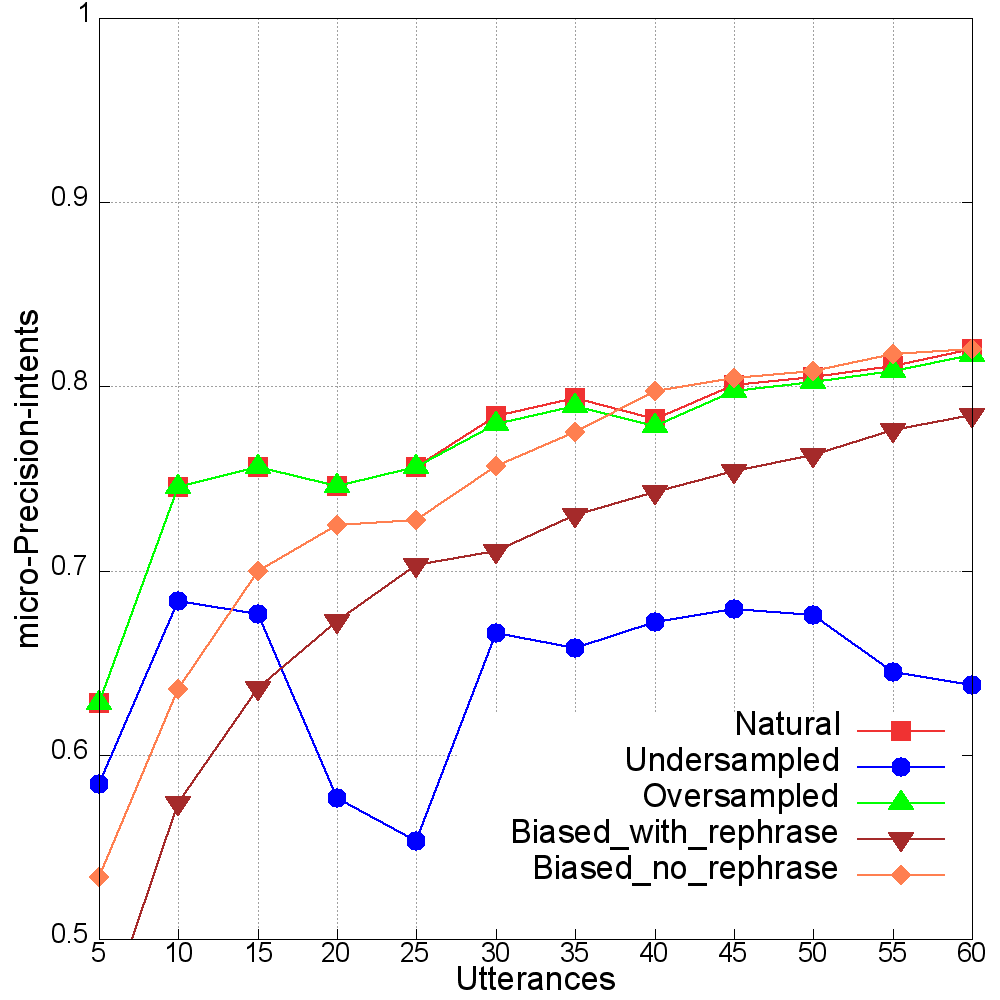 1
0.9
0.8
0.7
0.6
0.5
micro-Precision-intents
5 10 15 20 25 30 35 40 45 50 55 60
Utterances
Natural
Undersampled
Oversampled
Biased_with_rephrase
Biased_no_rephrase